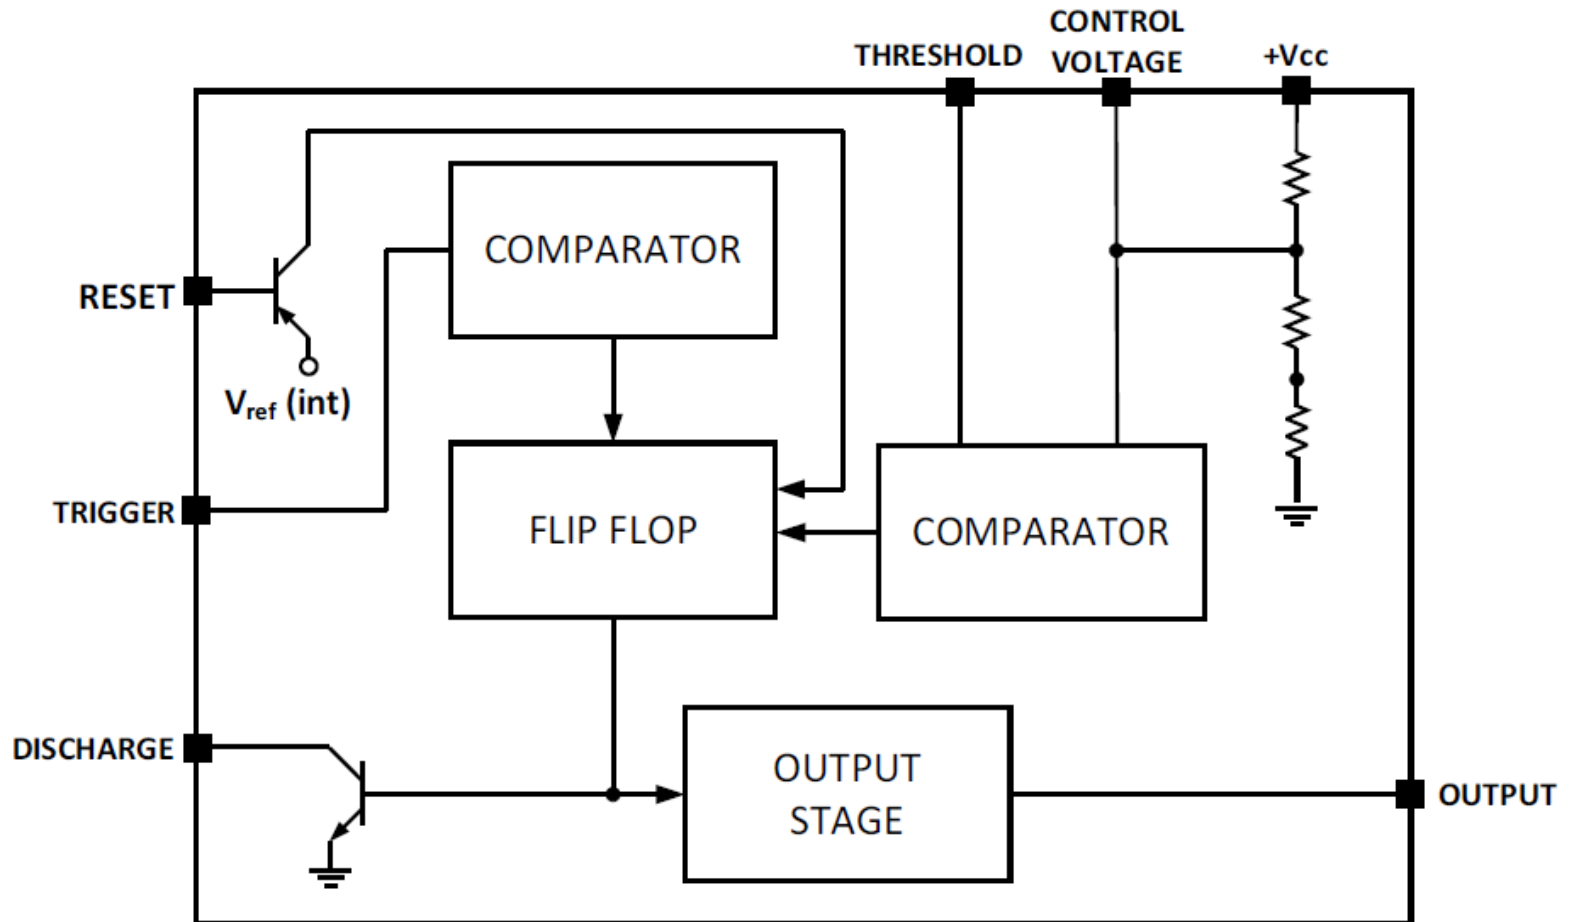 CONTROL
VOLTAGE
THRESHOLD
+Vcc
COMPARATOR
RESET
Vref (int)
TRIGGER
FLIP FLOP
COMPARATOR
DISCHARGE
OUTPUT
STAGE
OUTPUT